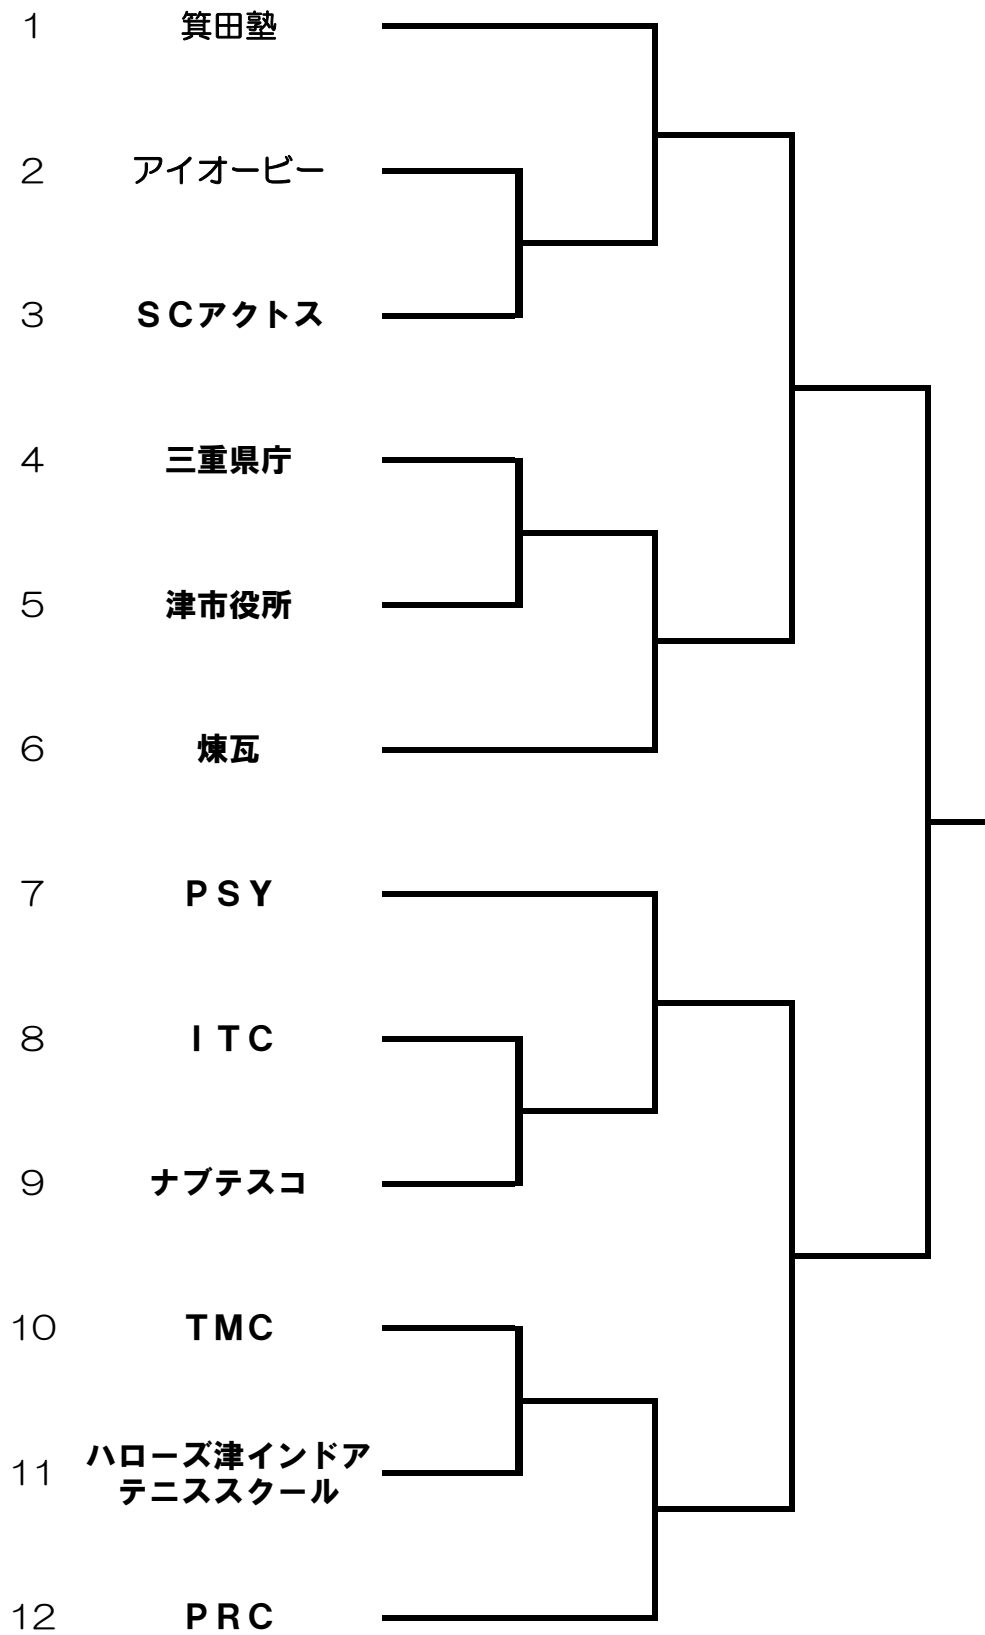 1 箕田塾
2 アイオービー
3 ＳＣアクトス
4 三重県庁
5 津市役所
6 煉瓦
7 ＰＳＹ
8 ＩＴＣ
9 ナブテスコ
10 ＴＭＣ
11 ハローズ津インドア
テニススクール
12 ＰＲＣ